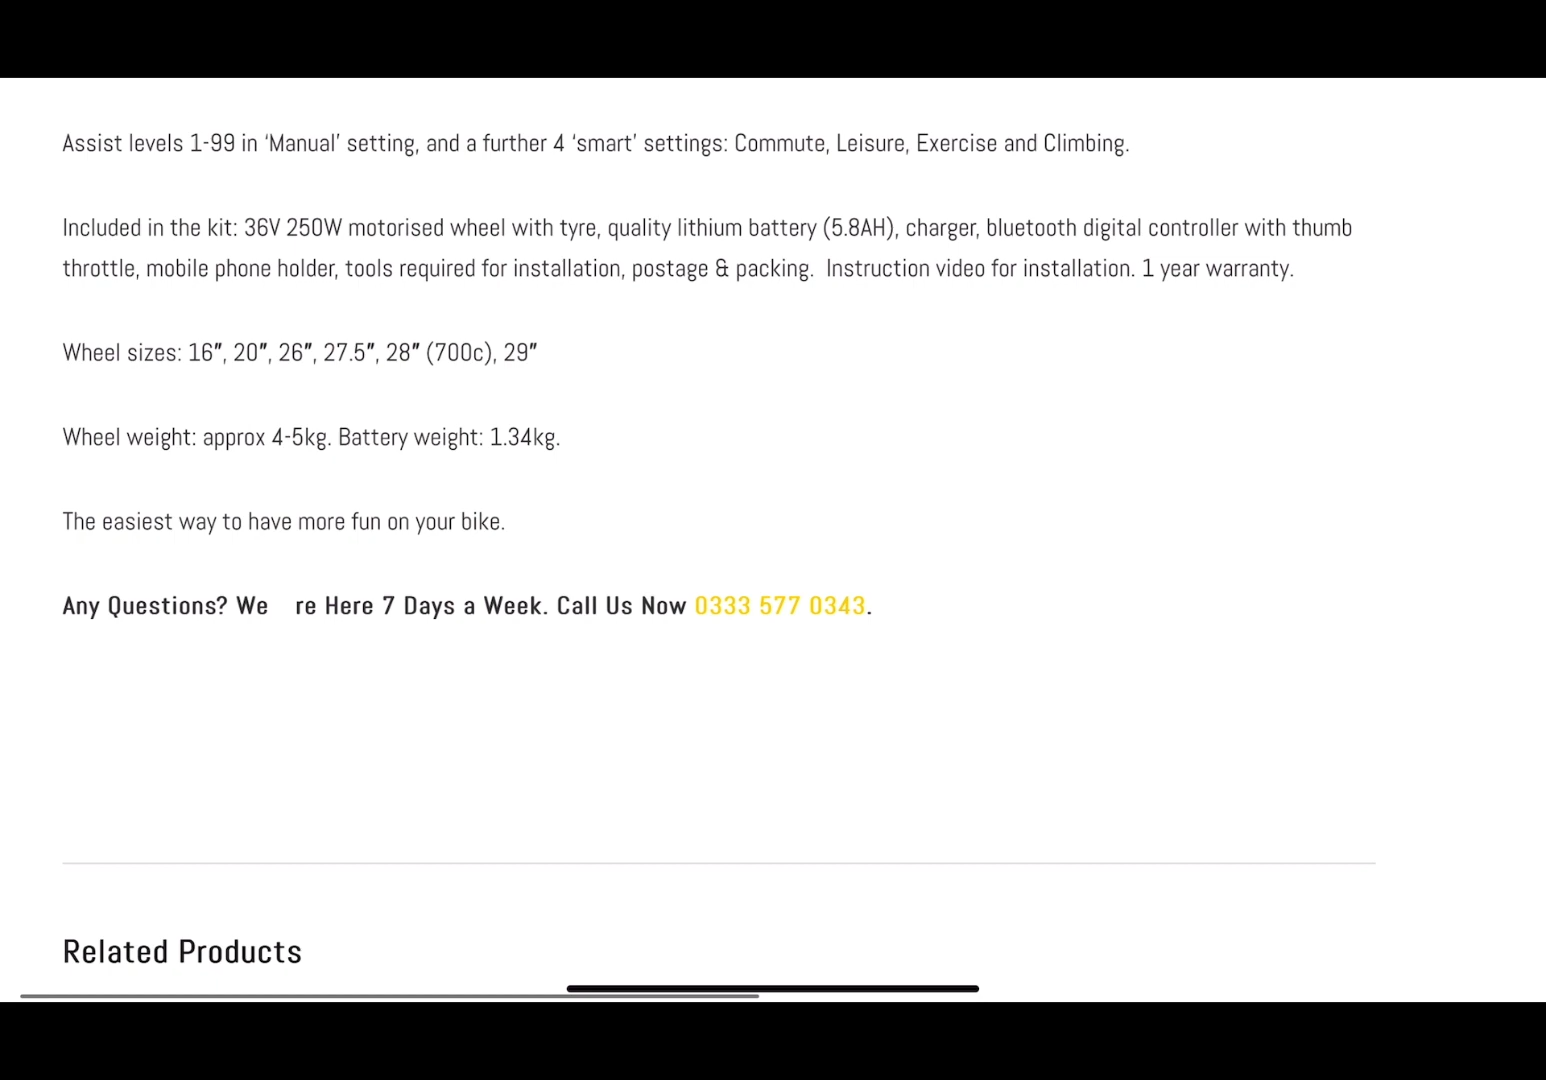 Assist levels 1-99 in ‘Manual’ setting, and a further 4 ‘smart’ settings: Commute, Leisure, Exercise and Climbing.
Included in the kit: 36V 250W motorised wheel with tyre, quality lithium battery (5.8AH), charger, bluetooth digital controller with thumb
throttle, mobile phone holder, tools required for installation, postage & packing.  Instruction video for installation. 1 year warranty.
Wheel sizes: 16″, 20″, 26″, 27.5″, 28″ (700c), 29″
Wheel weight: approx 4-5kg. Battery weight: 1.34kg.
The easiest way to have more fun on your bike.
Any Questions? We   re Here 7 Days a Week. Call Us Now 0333 577 0343.
Related Products